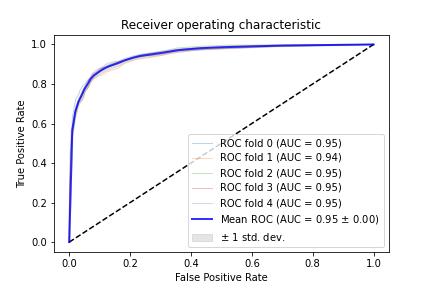 Receiver operating characteristic
True Positive Rate
1.0
0.8
0.6
0.4
0.2
0.0
ROC fold 0 (AUC = 0.95)
ROC fold 1 (AUC = 0.94)
ROC fold 2 (AUC = 0.95)
ROC fold 3 (AUC = 0.95)
ROC fold 4 (AUC = 0.95)
Mean ROC (AUC = 0.95 ± 0.00)
± 1 std. dev.
0.0 0.2 0.4 0.6 0.8 1.0
False Positive Rate